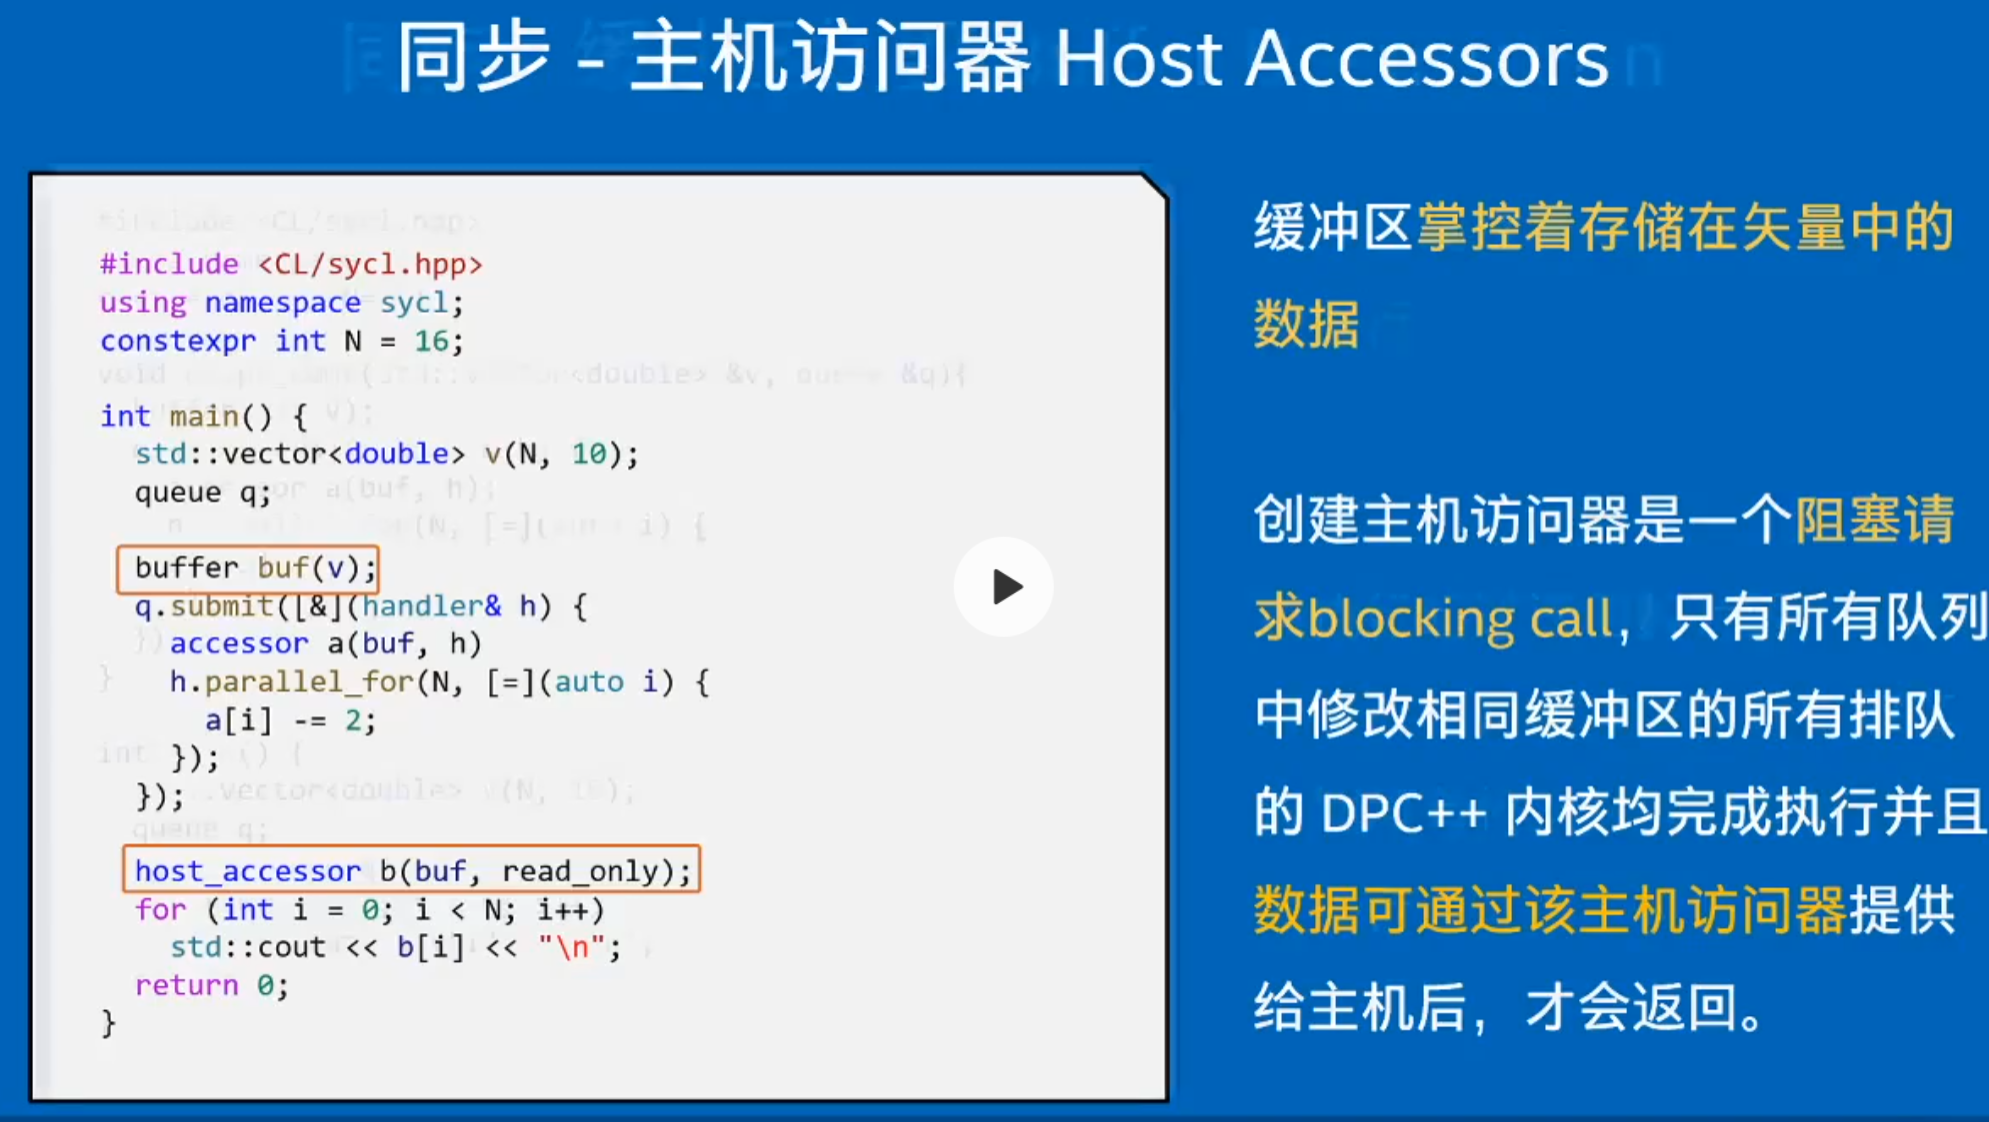 同步 - 主机访问器 Host Accessors
#include <CL/sycl.hpp>
using namespace sycl;
constexpr int N = 16;
int main() {
std::vector<double> v(N, 10);
queue q;
buffer buf(v);
q.submit([&](handler& h) {
accessor a(buf, h)
h.parallel_for(N, [=](auto i) {
a[i] -= 2;
});
});
host_accessor b(buf, read_only);
for (int i = 0; i < N; i++)
std::cout << b[i] << "\n";
return 0;
}
缓冲区掌控着存储在矢量中的
数据
创建主机访问器是一个阻塞请
求blocking call，只有所有队列
中修改相同缓冲区的所有排队
的 DPC++ 内核均完成执行并且
数据可通过该主机访问器提供
给主机后，才会返回。